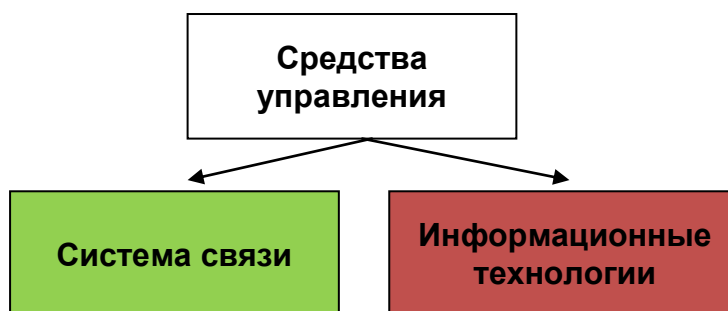 Средства
управления
Система связи
Информационные
технологии